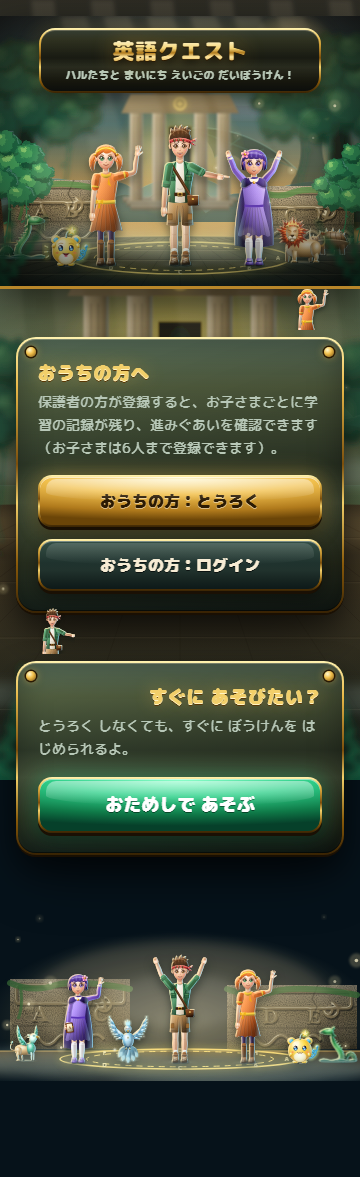 英語クエスト
ハルたちと まいにち えいごの だいぼうけん！
おうちの方へ
保護者の方が登録すると、お子さまごとに学
習の記録が残り、進みぐあいを確認できます
（お子さまは6人まで登録できます）。
おうちの方：とうろく
おうちの方：ログイン
すぐに あそびたい？
とうろく しなくても、すぐに ぼうけんを は
じめられるよ。
おためしで あそぶ
A
D E